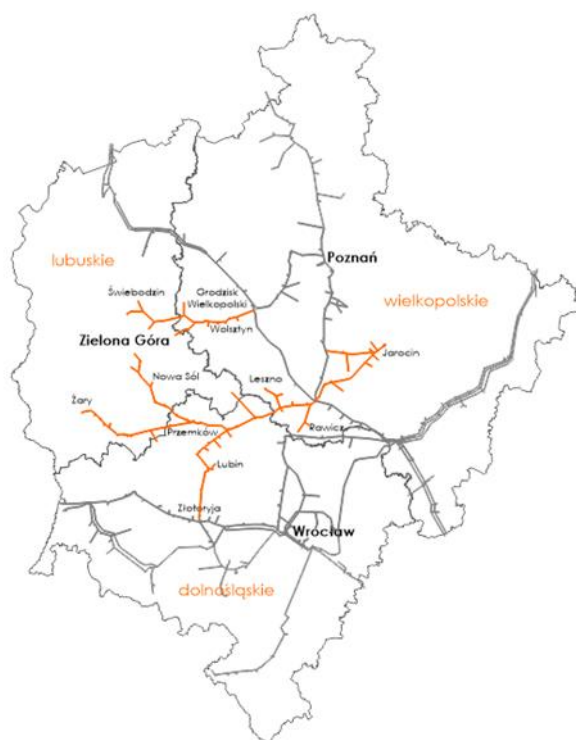 lubuskie
Poznań
Świebodzin
Grodzisk
Wielkopolski
wielkopolskie
Wolsztyn
Zielona Góra
Jarocin
Nowa Sól
Leszno
Żary
Przemków
Rawicz
Lubin
Złotoryja
Wrocław
dolnośląskie